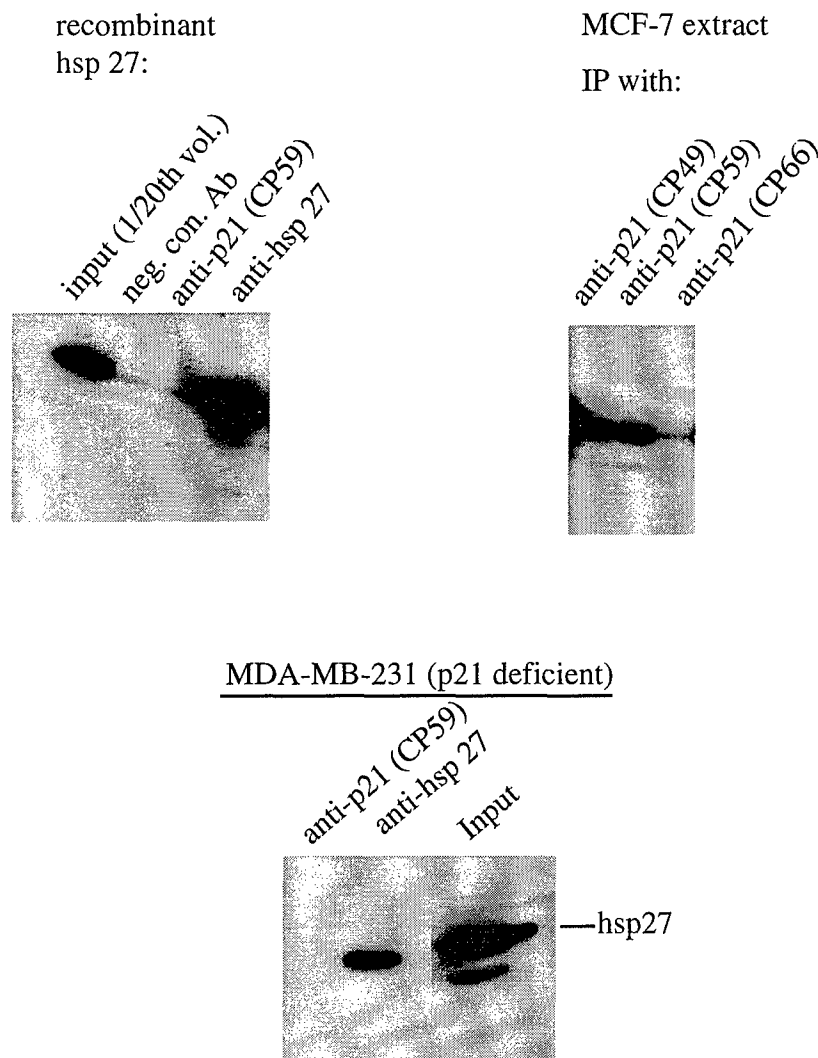 recombinant
hsp 27:
input (1/20th vol.)
neg. con. Ab
anti-p21 (CP59)
anti-hsp 27
MCF-7 extract
IP with:
anti-p21 (CP49)
anti-p21 (CP59)
anti-p21 (CP66)
MDA-MB-231 (p21 deficient)
anti-p21 (CP59)
anti-hsp 27
Input
hsp27